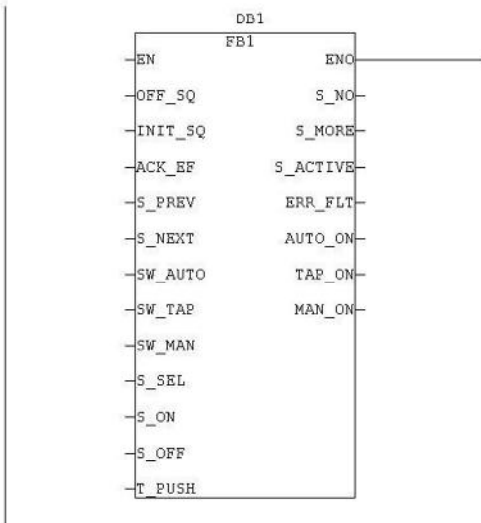 DB1
FB1
EN ENO
OFF_SQ S_NO
INIT_SQ S_MORE
ACK_EF S_ACTIVE
S_PREV ERR_FLT
S_NEXT AUTO_ON
SW_AUTO TAP_ON
SW_TAP MAN_ON
SW_MAN
S_SEL
S_ON
S_OFF
T_PUSH